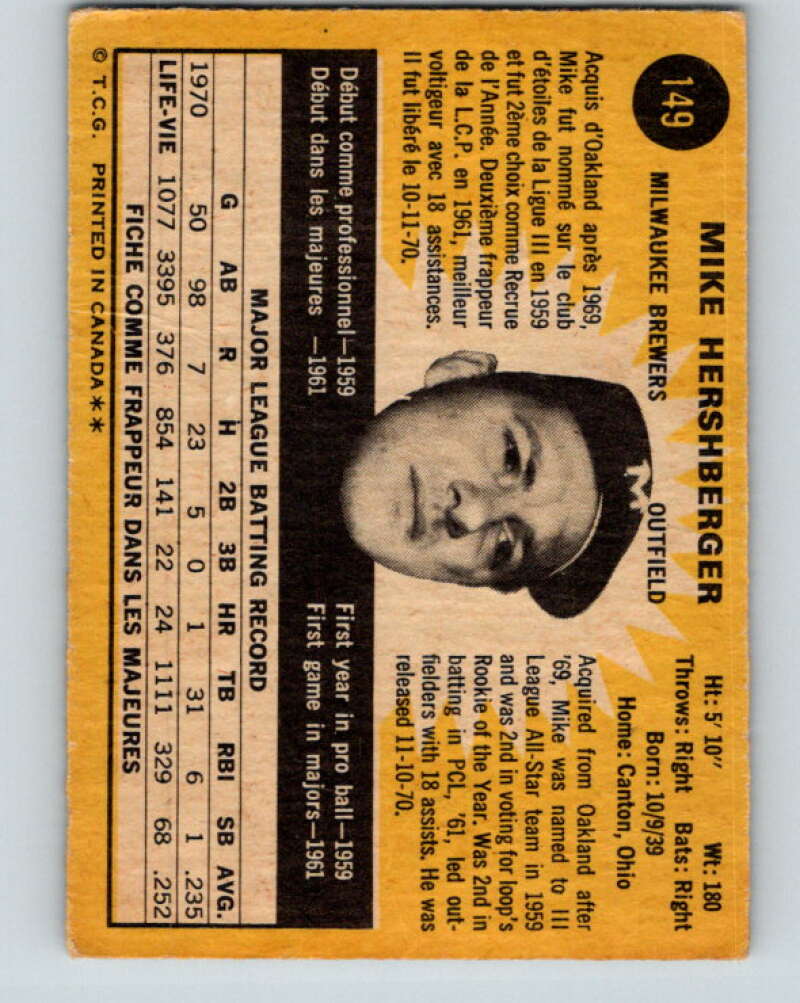 149
MIKE HERSHBERGER
MILWAUKEE BREWERS OUTFIELD
Ht: 5' 10" Wt: 180
Throws: Right Bats: Right
Born: 10/9/39
Home: Canton, Ohio
Acquis d'Oakland après 1969,
Mike fut nommé sur le club
d'étoiles de la Ligue III en 1959
et fut 2ème choix comme Recrue
de l'Année. Deuxième frappeur
de la L.C.P. en 1961, meilleur
voltigeur avec 18 assistances.
Il fut libéré le 10-11-70.
M
Acquired from Oakland after
'69, Mike was named to III
League All-Star team in 1959
and was 2nd in voting for loop's
Rookie of the Year. Was 2nd in
batting in PCL, '61, led out-
fielders with 18 assists. He was
released 11-10-70.
Début comme professionnel—1959
Début dans les majeures —1961
First year in pro ball—1959
First game in majors—1961
MAJOR LEAGUE BATTING RECORD
G AB R H 2B 3B HR TB RBI SB AVG.
1970 50 98 7 23 5 0 1 31 6 1 .235
LIFE-VIE 1077 3395 376 854 141 22 24 1111 329 68 .252
FICHE COMME FRAPPEUR DANS LES MAJEURES
© T.C.G. PRINTED IN CANADA**